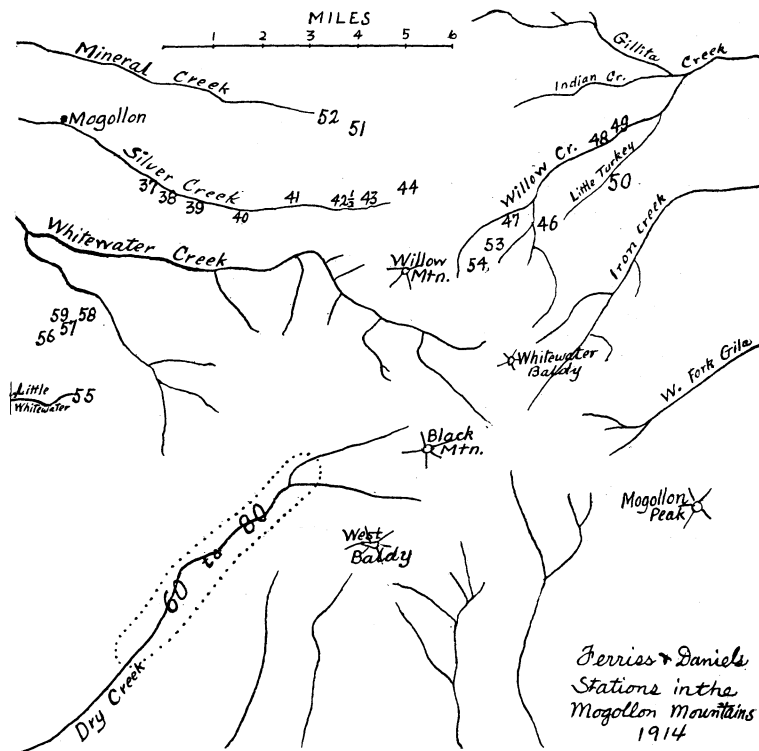 MILES
1 2 3 4 5 6
Mineral Creek
Gillita Creek
Indian Cr.
Mogollon
52
51
Silver Creek
37
38
39
40
41
42½
43
44
Willow Cr.
48
49
Little Turkey
50
47
46
53
54
Iron Creek
Whitewater Creek
Willow
Mtn.
59 58
56 57
Whitewater
Baldy
W. Fork Gila
Little
Whitewater
55
Black
Mtn.
Mogollon
Peak
West
Baldy
60 to 80
Dry Creek
Ferriss & Daniels
Stations in the
Mogollon Mountains
1914